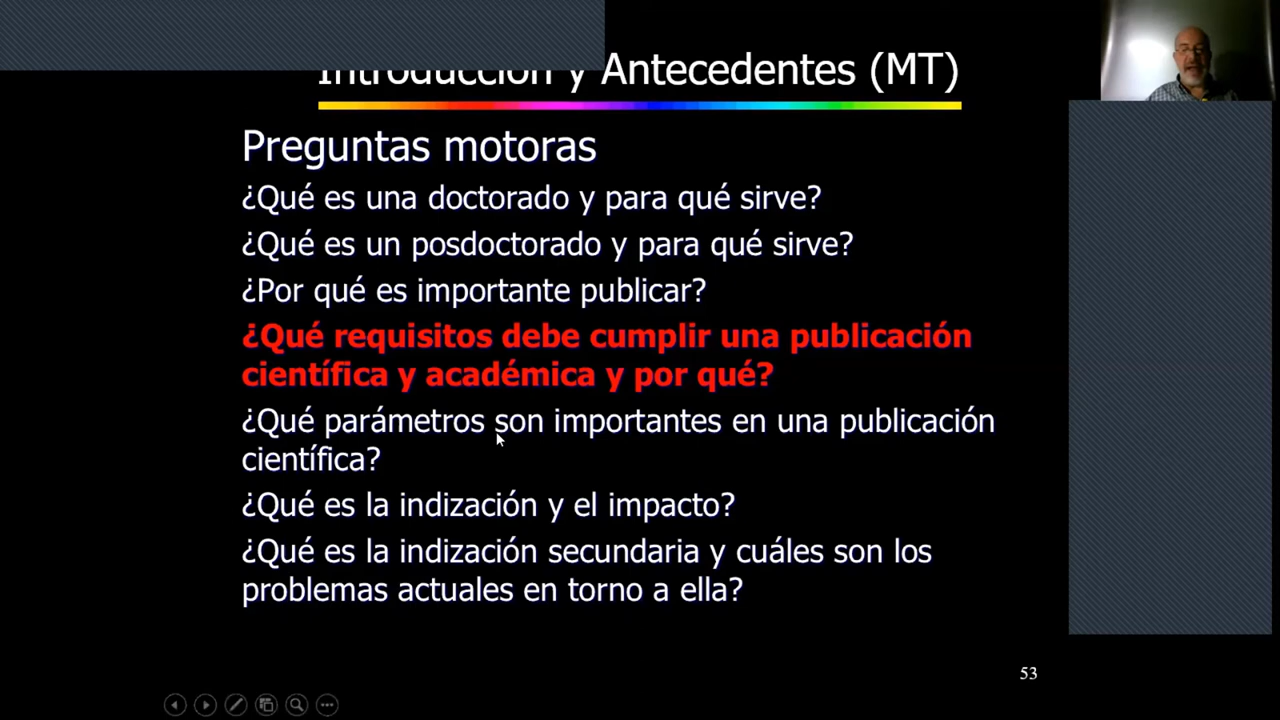 Introducción y Antecedentes (MT)
Preguntas motoras
¿Qué es una doctorado y para qué sirve?
¿Qué es un posdoctorado y para qué sirve?
¿Por qué es importante publicar?
¿Qué requisitos debe cumplir una publicación
científica y académica y por qué?
¿Qué parámetros son importantes en una publicación
científica?
¿Qué es la indización y el impacto?
¿Qué es la indización secundaria y cuáles son los
problemas actuales en torno a ella?
53